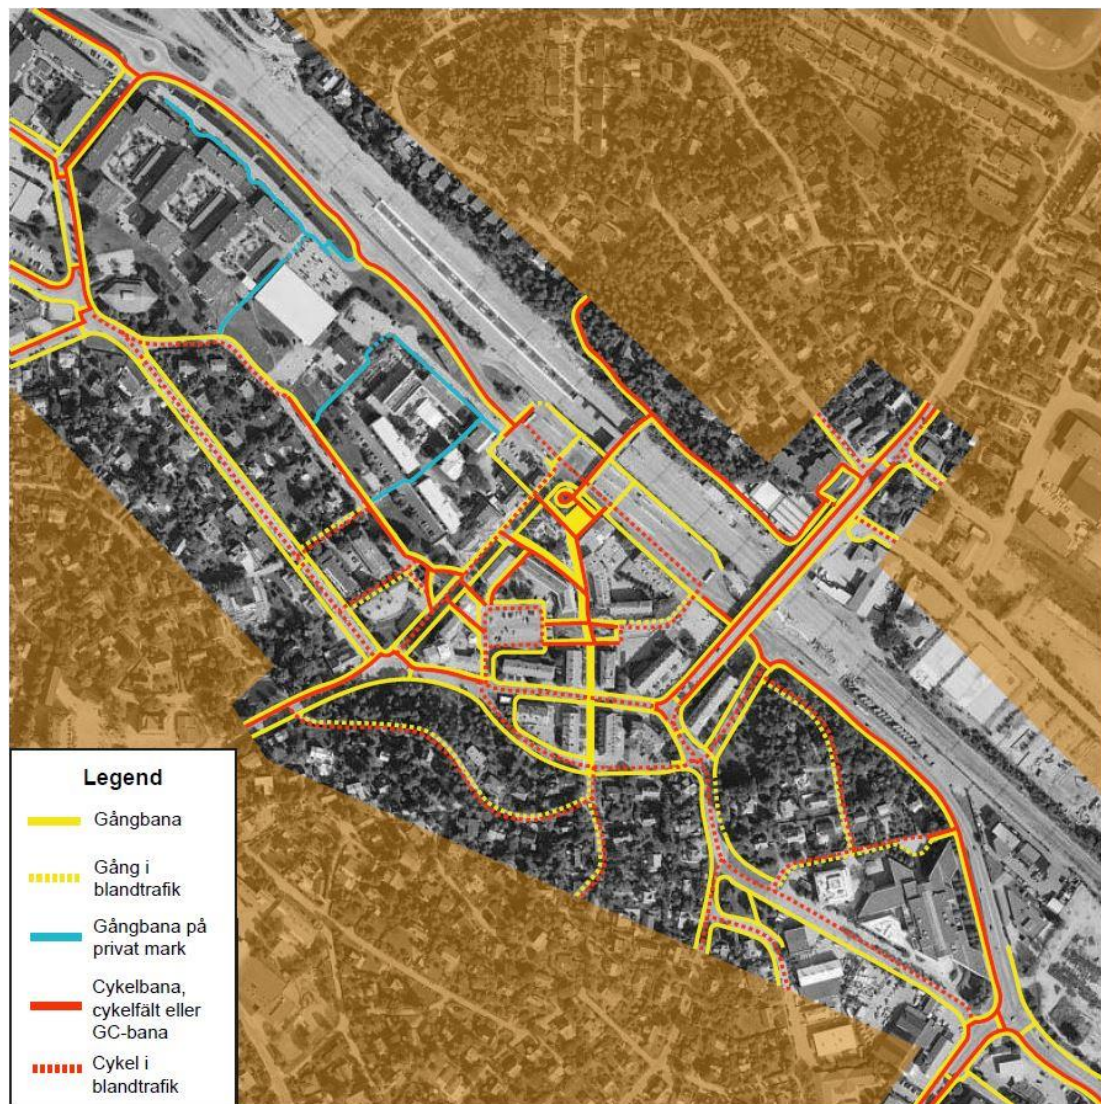 Legend
Gångbana
Gång i
blandtrafik
Gångbana på
privat mark
Cykelbana,
cykelfält eller
GC-bana
Cykel i
blandtrafik